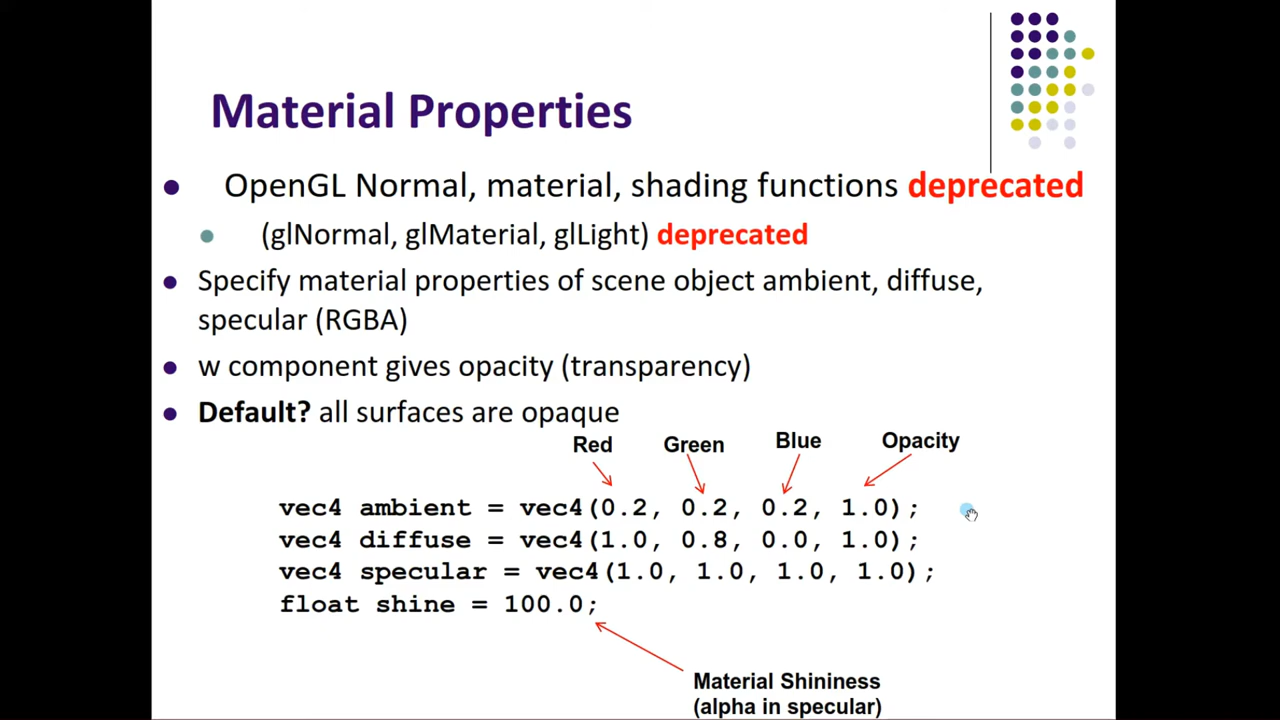 Material Properties
OpenGL Normal, material, shading functions deprecated
(glNormal, glMaterial, glLight) deprecated
Specify material properties of scene object ambient, diffuse,
specular (RGBA)
w component gives opacity (transparency)
Default? all surfaces are opaque
Red Green Blue Opacity
vec4 ambient = vec4(0.2, 0.2, 0.2, 1.0);
vec4 diffuse = vec4(1.0, 0.8, 0.0, 1.0);
vec4 specular = vec4(1.0, 1.0, 1.0, 1.0);
float shine = 100.0;
Material Shininess
(alpha in specular)